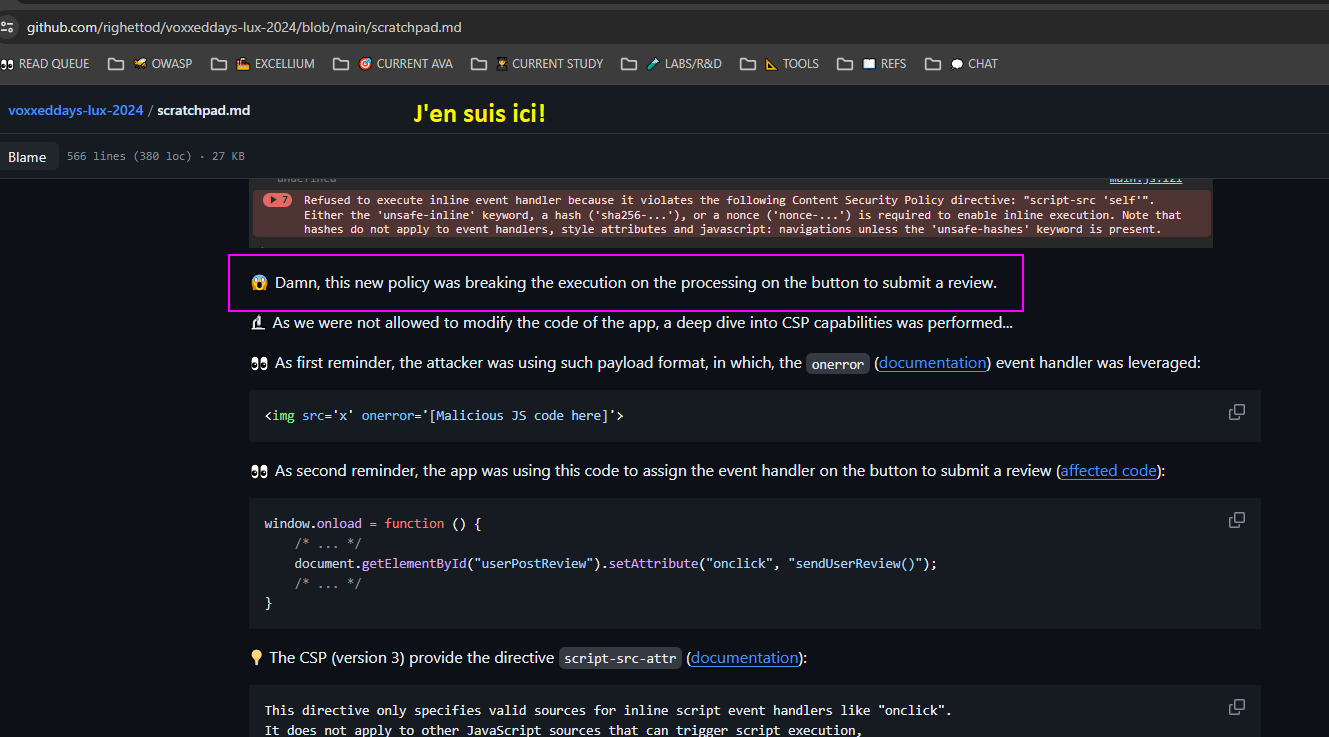 github.com/righettod/voxxeddays-lux-2024/blob/main/scratchpad.md
READ QUEUE OWASP EXCELLIUM CURRENT AVA CURRENT STUDY LABS/R&D TOOLS REFS CHAT
voxxeddays-lux-2024 / scratchpad.md
J'en suis ici!
Blame 566 lines (380 loc) · 27 KB
undefined main.js:121
7 Refused to execute inline event handler because it violates the following Content Security Policy directive: "script-src 'self'".
Either the 'unsafe-inline' keyword, a hash ('sha256-...'), or a nonce ('nonce-...') is required to enable inline execution. Note that
hashes do not apply to event handlers, style attributes and javascript: navigations unless the 'unsafe-hashes' keyword is present.
😱 Damn, this new policy was breaking the execution on the processing on the button to submit a review.
🔬 As we were not allowed to modify the code of the app, a deep dive into CSP capabilities was performed...
👀 As first reminder, the attacker was using such payload format, in which, the onerror (documentation) event handler was leveraged:
<img src='x' onerror='[Malicious JS code here]'>
👀 As second reminder, the app was using this code to assign the event handler on the button to submit a review (affected code):
window.onload = function () {
/* ... */
document.getElementById("userPostReview").setAttribute("onclick", "sendUserReview()");
/* ... */
}
💡 The CSP (version 3) provide the directive script-src-attr (documentation):
This directive only specifies valid sources for inline script event handlers like "onclick".
It does not apply to other JavaScript sources that can trigger script execution,